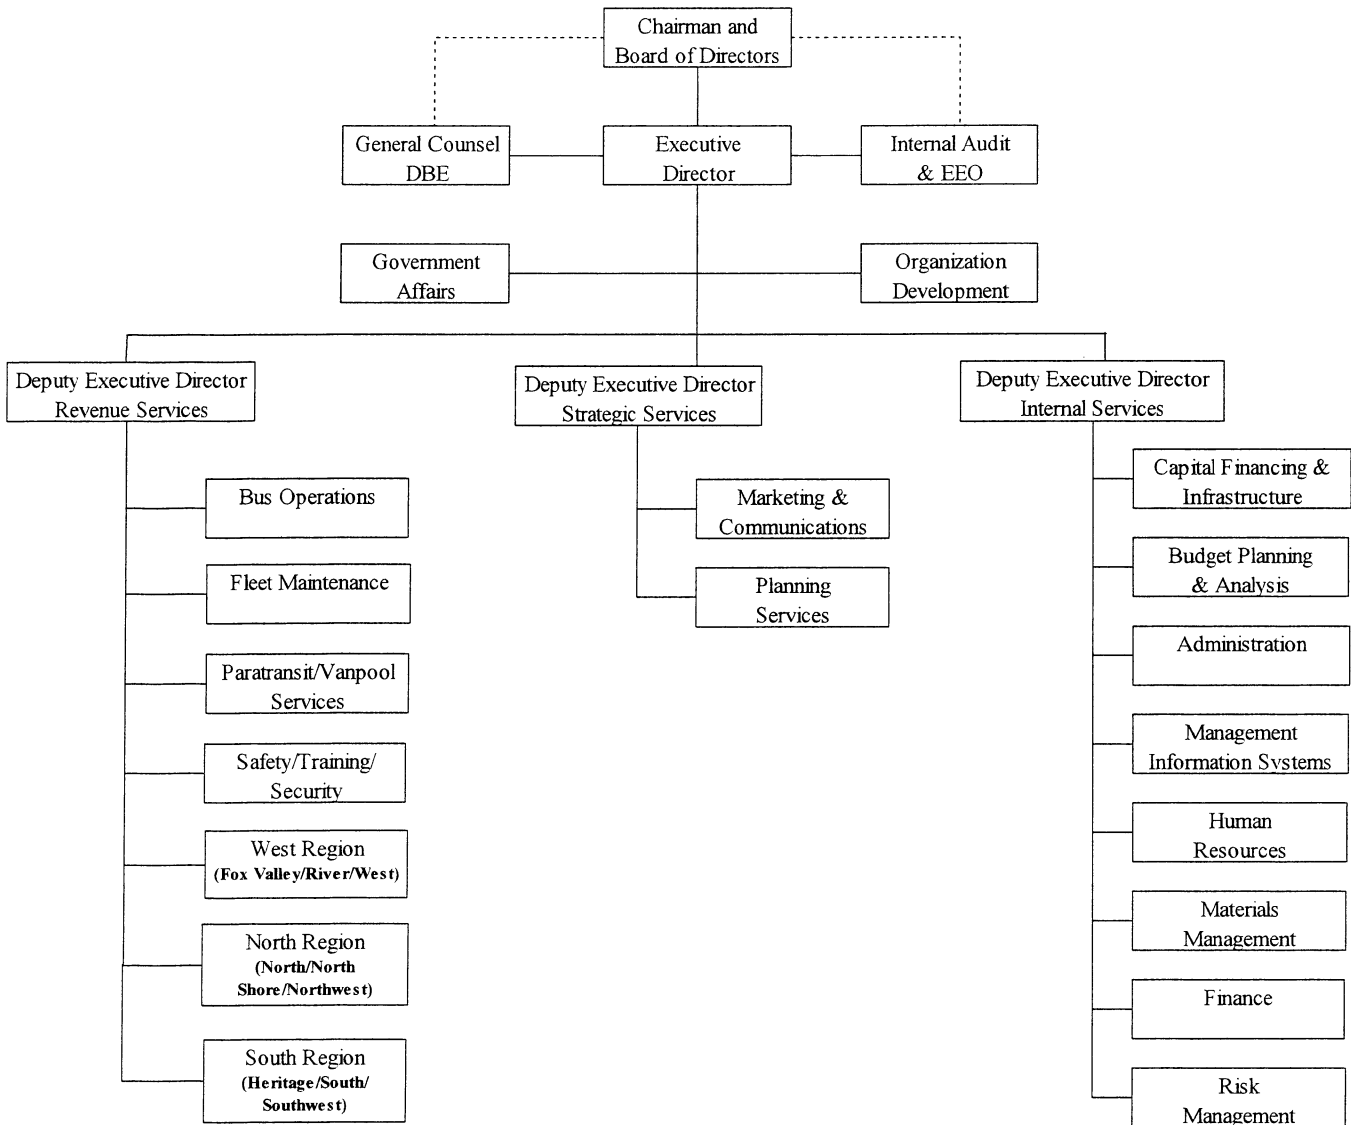 Chairman and
Board of Directors
General Counsel
DBE
Executive
Director
Internal Audit
& EEO
Government
Affairs
Organization
Development
Deputy Executive Director
Revenue Services
Deputy Executive Director
Strategic Services
Deputy Executive Director
Internal Services
Bus Operations
Fleet Maintenance
Paratransit/Vanpool
Services
Safety/Training/
Security
West Region
(Fox Valley/River/West)
North Region
(North/North
Shore/Northwest)
South Region
(Heritage/South/
Southwest)
Marketing &
Communications
Planning
Services
Capital Financing &
Infrastructure
Budget Planning
& Analysis
Administration
Management
Information Systems
Human
Resources
Materials
Management
Finance
Risk
Management